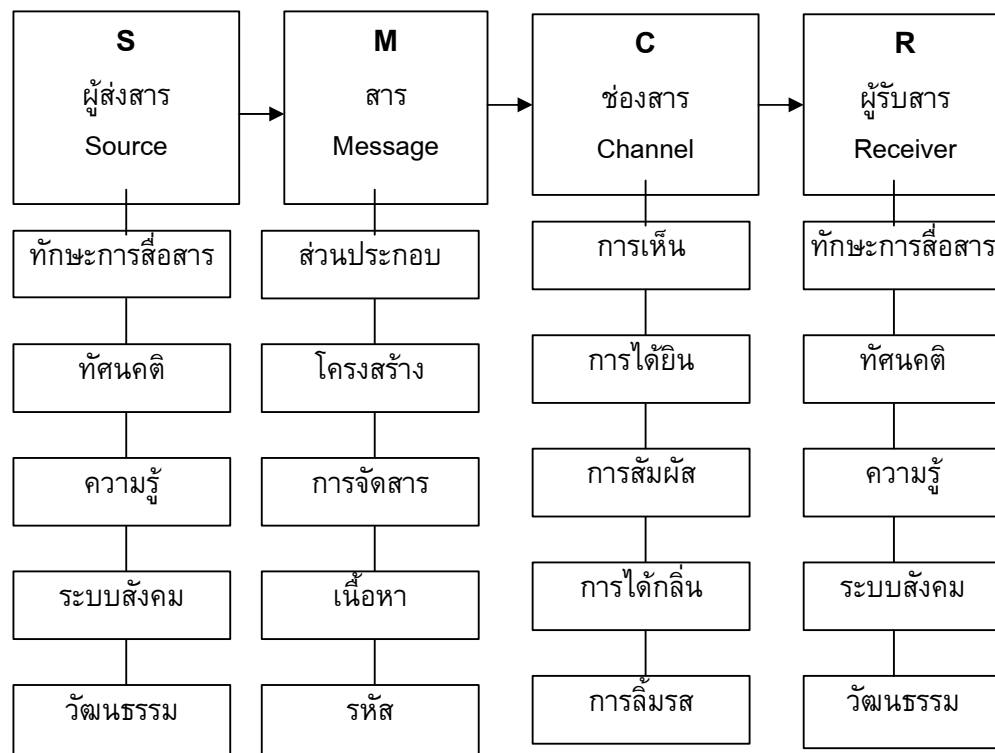 S
ผู้ส่งสาร
Source
M
สาร
Message
C
ช่องสาร
Channel
R
ผู้รับสาร
Receiver
ทักษะการสื่อสาร
ทัศนคติ
ความรู้
ระบบสังคม
วัฒนธรรม
ส่วนประกอบ
โครงสร้าง
การจัดสาร
เนื้อหา
รหัส
การเห็น
การได้ยิน
การสัมผัส
การได้กลิ่น
การลิ้มรส
ทักษะการสื่อสาร
ทัศนคติ
ความรู้
ระบบสังคม
วัฒนธรรม